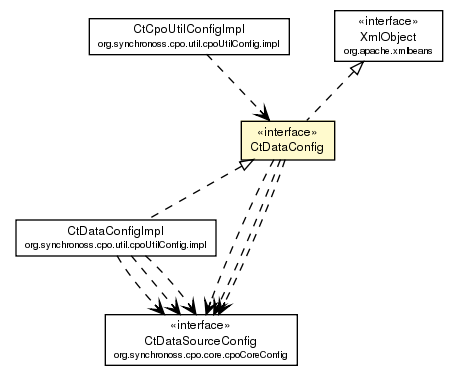 CtCpoUtilConfigImpl
org.synchronoss.cpo.util.cpoUtilConfig.impl
«interface»
XmlObject
org.apache.xmlbeans
«interface»
CtDataConfig
CtDataConfigImpl
org.synchronoss.cpo.util.cpoUtilConfig.impl
«interface»
CtDataSourceConfig
org.synchronoss.cpo.core.cpoCoreConfig